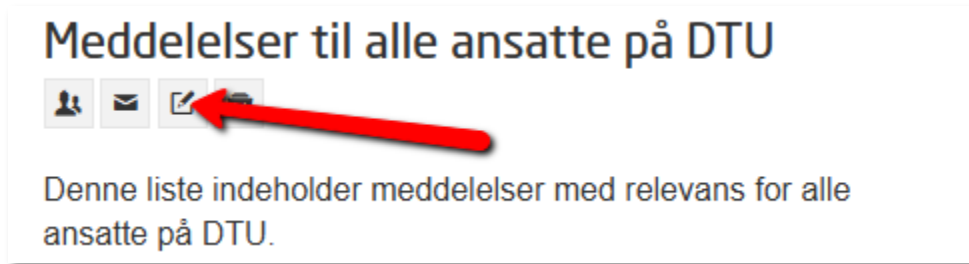 Meddelelser til alle ansatte på DTU
Denne liste indeholder meddelelser med relevans for alle
ansatte på DTU.